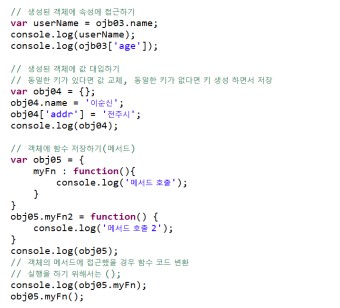 // 생성된 객체에 속성에 접근하기
var userName = ojb03.name;
console.log(userName);
console.log(ojb03['age']);

// 생성된 객체에 값 대입하기
// 동일한 키가 있다면 값 교체, 동일한 키가 없다면 키 생성 하면서 저장
var obj04 = {};
obj04.name = '이순신';
obj04['addr'] = '전주시';
console.log(obj04);

// 객체에 함수 저장하기(메서드)
var obj05 = {
    myFn : function(){
        console.log('메서드 호출');
    }
}
obj05.myFn2 = function() {
    console.log('메서드 호출 2');
}
console.log(obj05);
// 객체의 메서드에 접근했을 경우 함수 코드 변환
// 실행을 하기 위해서는 ();
console.log(obj05.myFn);
obj05.myFn();